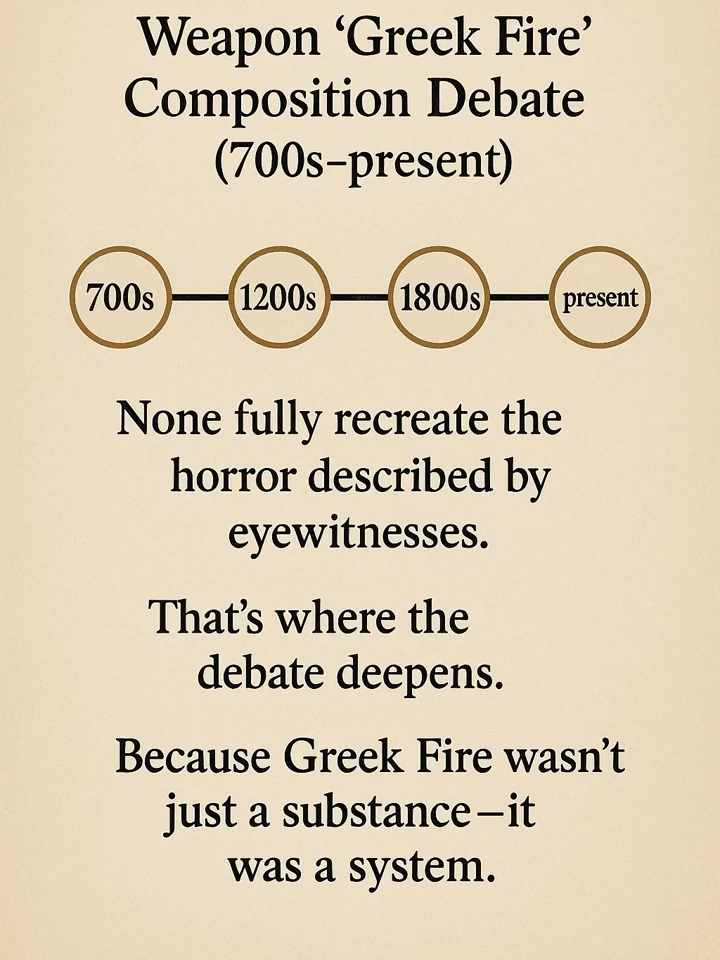 Weapon ‘Greek Fire’
Composition Debate
(700s–present)
700s
1200s
1800s
present
None fully recreate the
horror described by
eyewitnesses.
That’s where the
debate deepens.
Because Greek Fire wasn’t
just a substance—it
was a system.